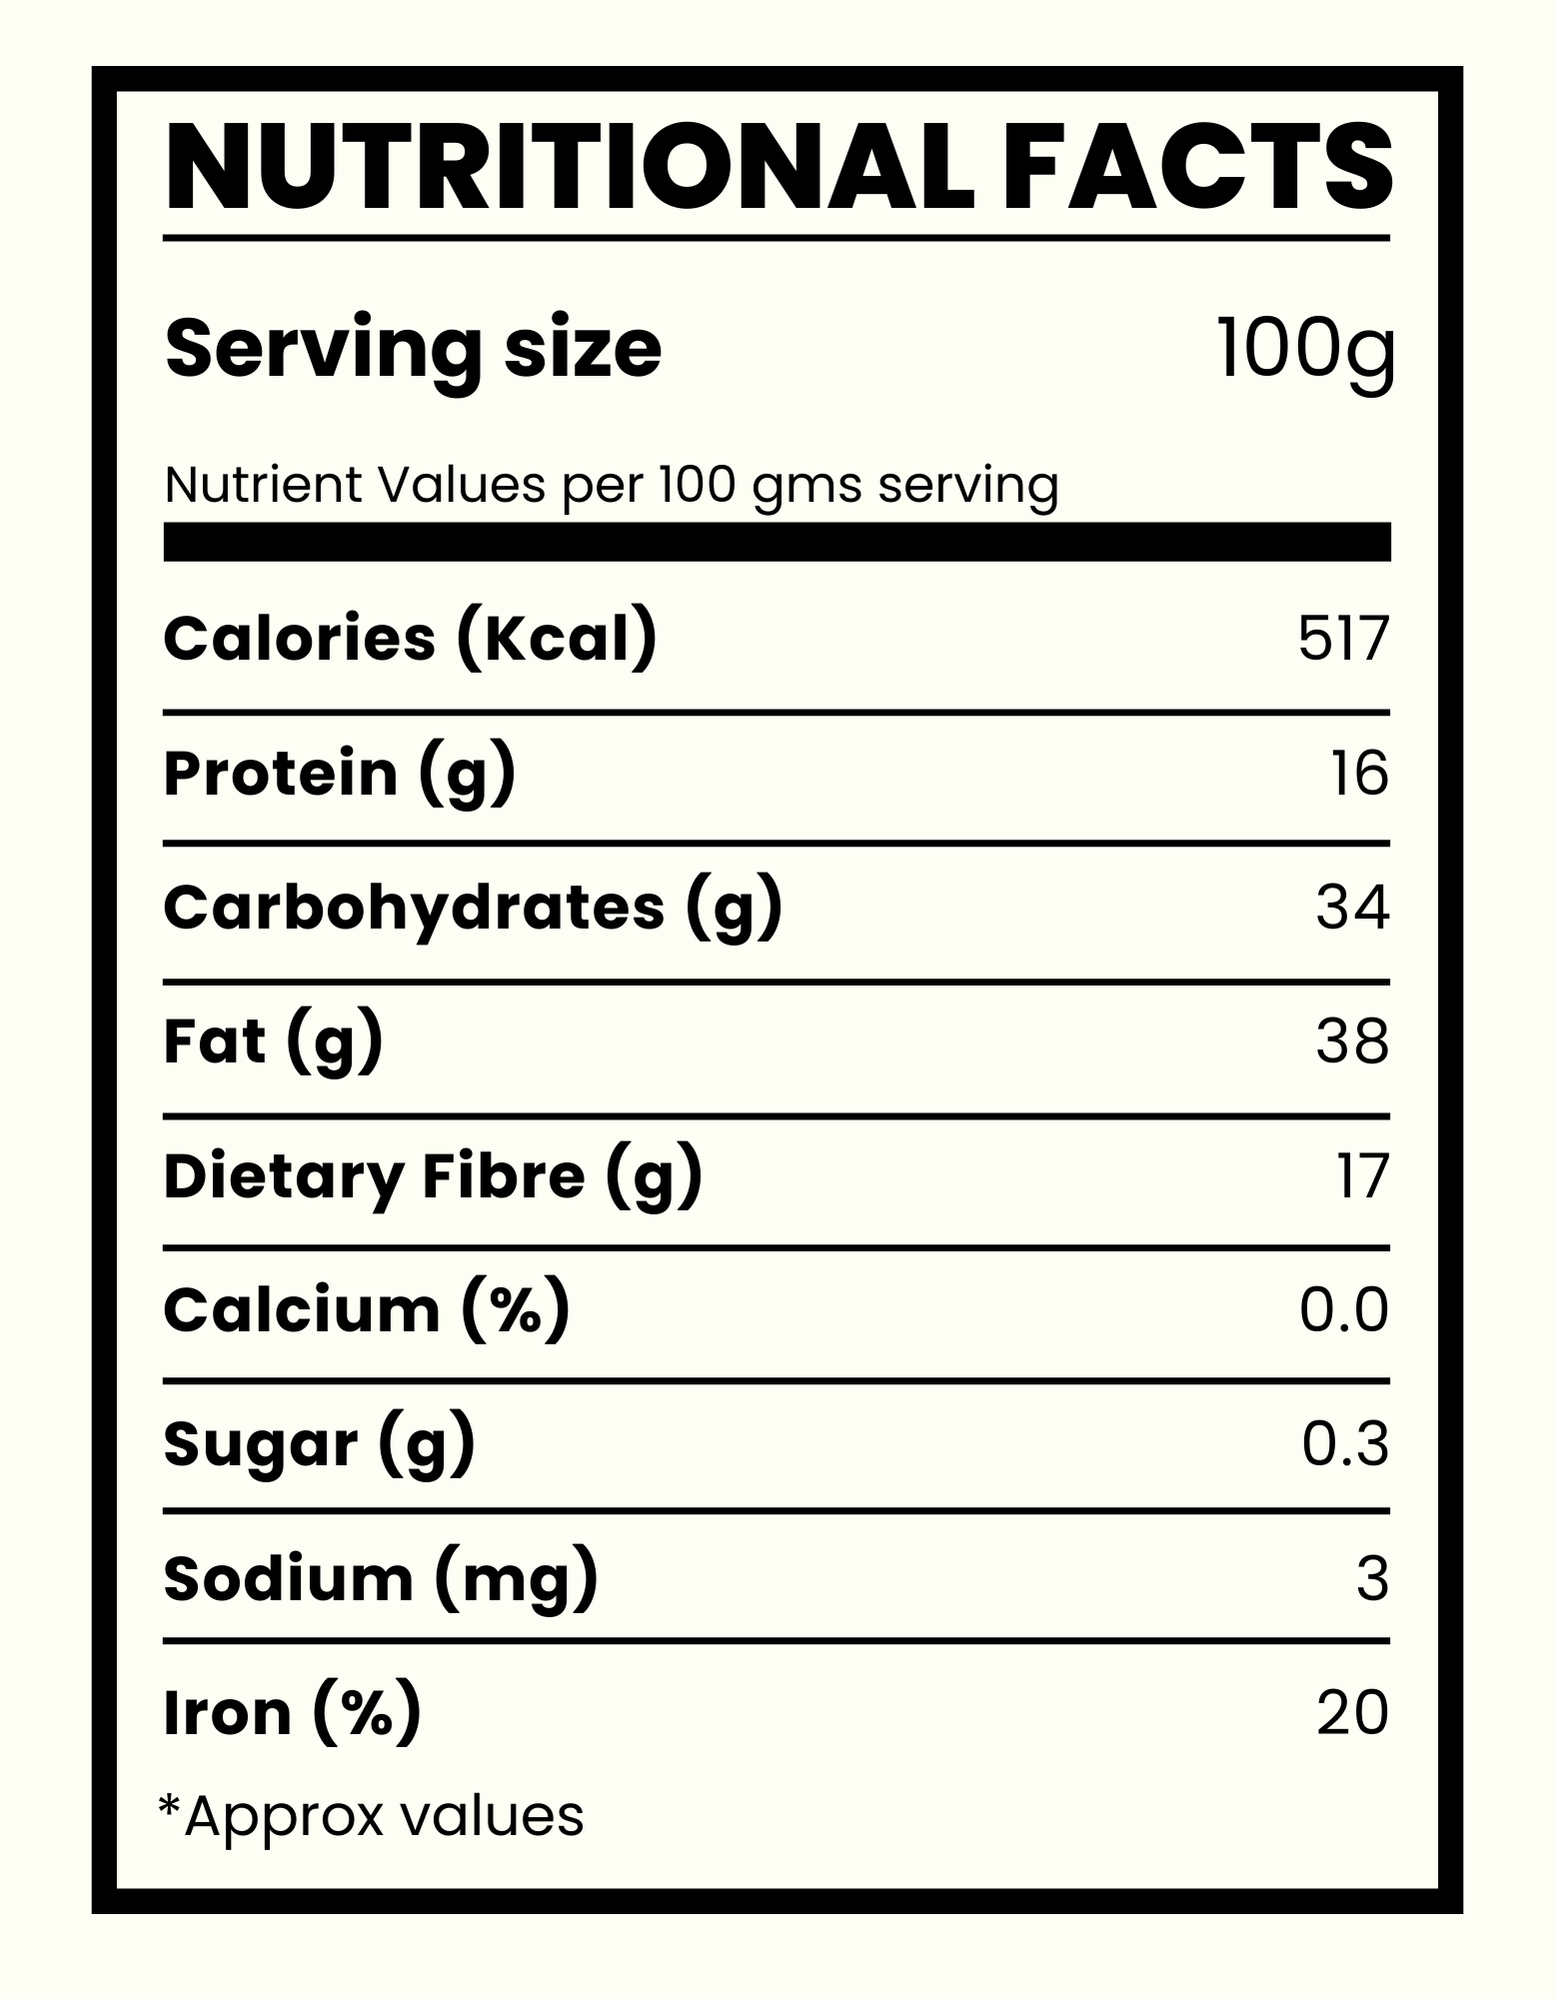 NUTRITIONAL FACTS
Serving size 100g
Nutrient Values per 100 gms serving
Calories (Kcal) 517
Protein (g) 16
Carbohydrates (g) 34
Fat (g) 38
Dietary Fibre (g) 17
Calcium (%) 0.0
Sugar (g) 0.3
Sodium (mg) 3
Iron (%) 20
*Approx values